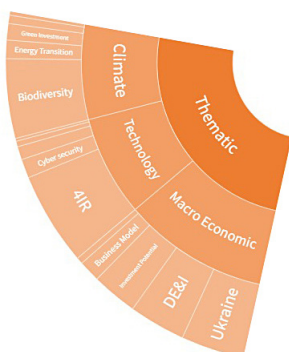 Thematic
Climate
Technology
Macro Economic
Green Investment
Energy Transition
Biodiversity
Cyber security
4IR
Business Model
Investment Potential
DE&I
Ukraine